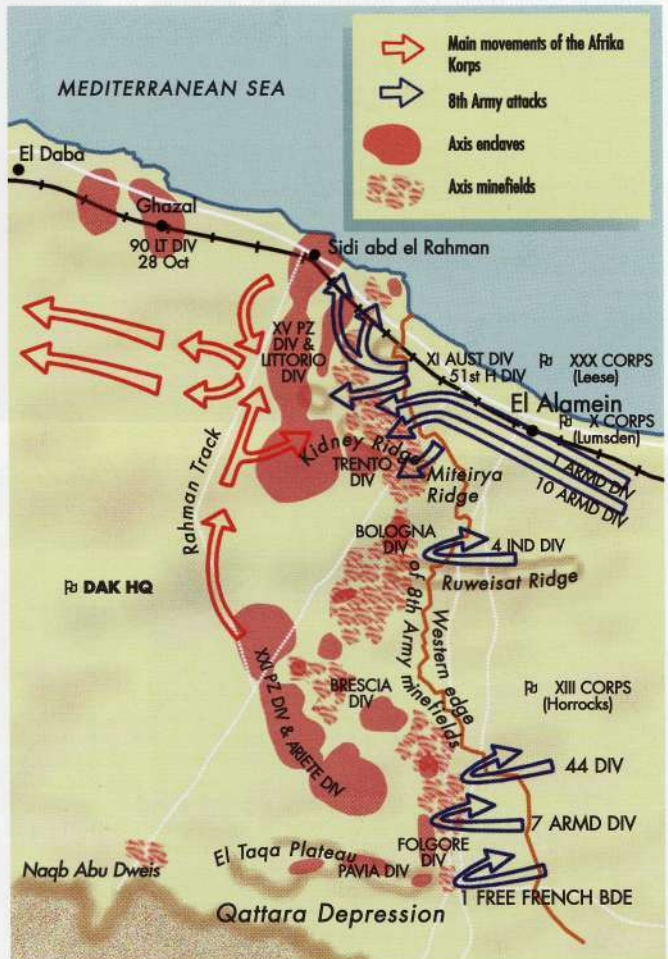 Main movements of the Afrika
Korps
8th Army attacks
Axis enclaves
Axis minefields
MEDITERRANEAN SEA
El Daba
Ghazal
90 LT DIV
28 Oct
Sidi abd el Rahman
XV PZ
DIV &
LITTORIO
DIV
XI AUST DIV
51st H DIV
XXX CORPS
(Leese)
El Alamein
X CORPS
(Lumsden)
1 ARMD DIV
10 ARMD DIV
Kidney Ridge
TRENTO
DIV
Miteirya
Ridge
Rahman Track
BOLOGNA
DIV
4 IND DIV
Ruweisat Ridge
DAK HQ
Western edge
of 8th Army minefields
XIII CORPS
(Horrocks)
BRESCIA
DIV
XXI PZ DIV & ARIETE DIV
44 DIV
7 ARMD DIV
FOLGORE
DIV
El Taqa Plateau
PAVIA DIV
Naqb Abu Dweis
1 FREE FRENCH BDE
Qattara Depression